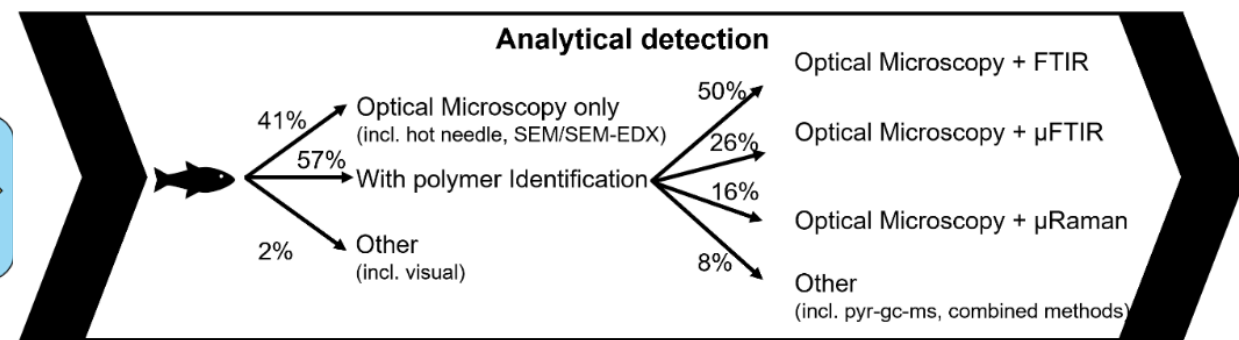 Analytical detection
41%
Optical Microscopy only
(incl. hot needle, SEM/SEM-EDX)
57%
With polymer Identification
2%
Other
(incl. visual)
50%
Optical Microscopy + FTIR
26%
Optical Microscopy + µFTIR
16%
Optical Microscopy + µRaman
8%
Other
(incl. pyr-gc-ms, combined methods)